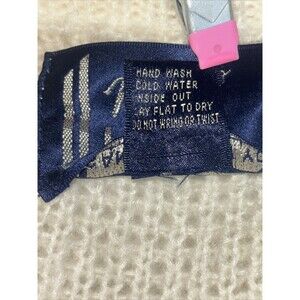 HAND WASH
COLD WATER
INSIDE OUT
LAY FLAT TO DRY
DO NOT WRING OR TWIST